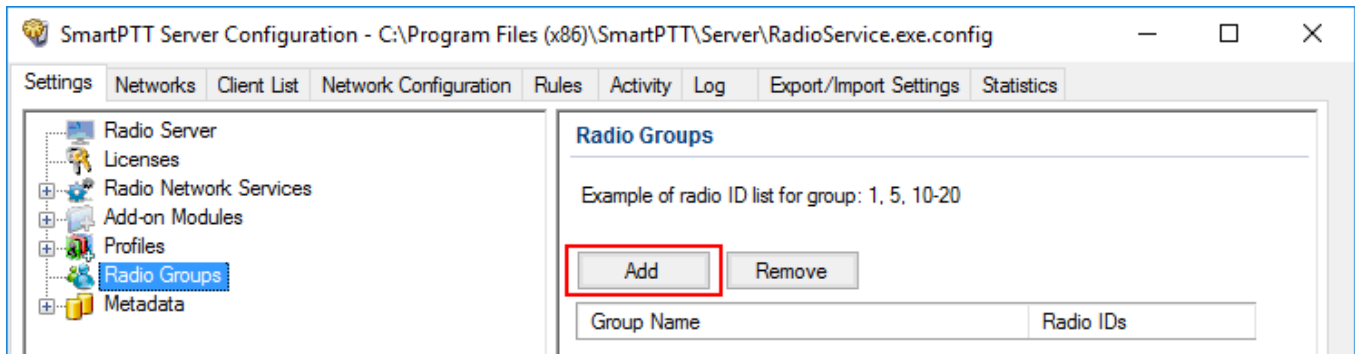 SmartPTT Server Configuration - C:\Program Files (x86)\SmartPTT\Server\RadioService.exe.config
Settings Networks Client List Network Configuration Rules Activity Log Export/Import Settings Statistics
Radio Server
Licenses
Radio Network Services
Add-on Modules
Profiles
Radio Groups
Metadata
Radio Groups
Example of radio ID list for group: 1, 5, 10-20
Add Remove
Group Name Radio IDs